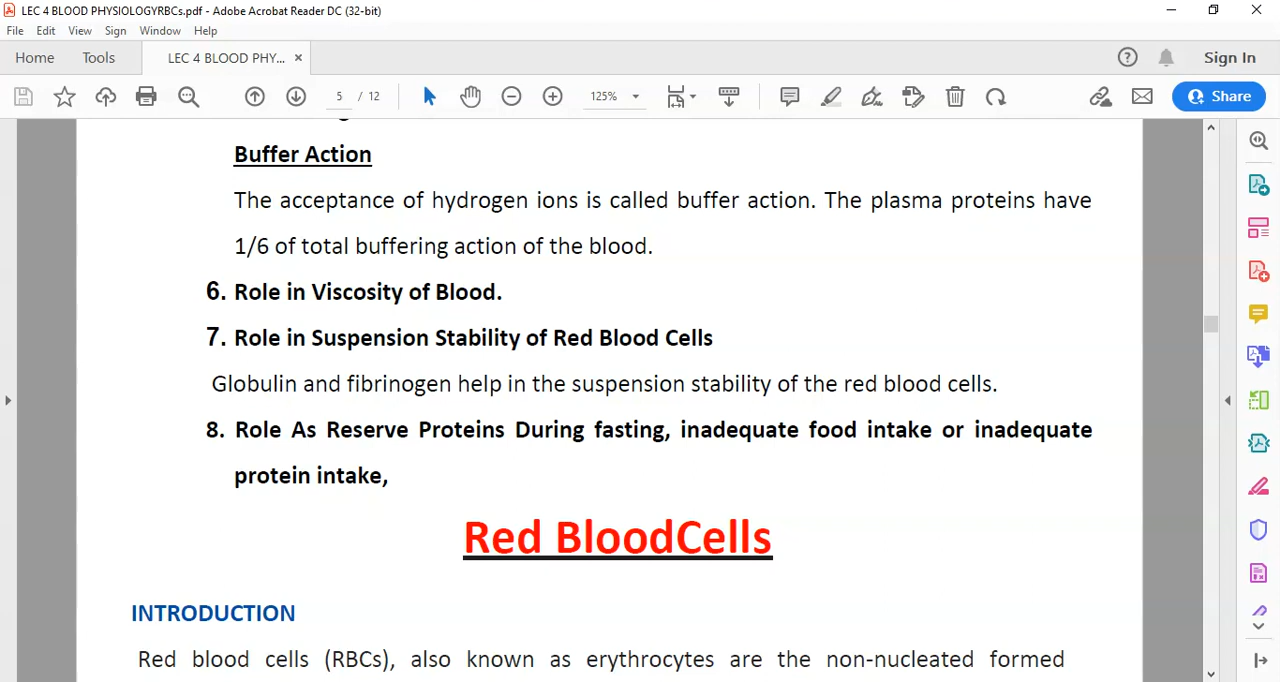 LEC 4 BLOOD PHYSIOLOGYRBCs.pdf - Adobe Acrobat Reader DC (32-bit)
File Edit View Sign Window Help
Home Tools LEC 4 BLOOD PHY... × Sign In
5 / 12 125% Share
Buffer Action
The acceptance of hydrogen ions is called buffer action. The plasma proteins have
1/6 of total buffering action of the blood.
6. Role in Viscosity of Blood.
7. Role in Suspension Stability of Red Blood Cells
Globulin and fibrinogen help in the suspension stability of the red blood cells.
8. Role As Reserve Proteins During fasting, inadequate food intake or inadequate
protein intake,
Red BloodCells
INTRODUCTION
Red blood cells (RBCs), also known as erythrocytes are the non-nucleated formed